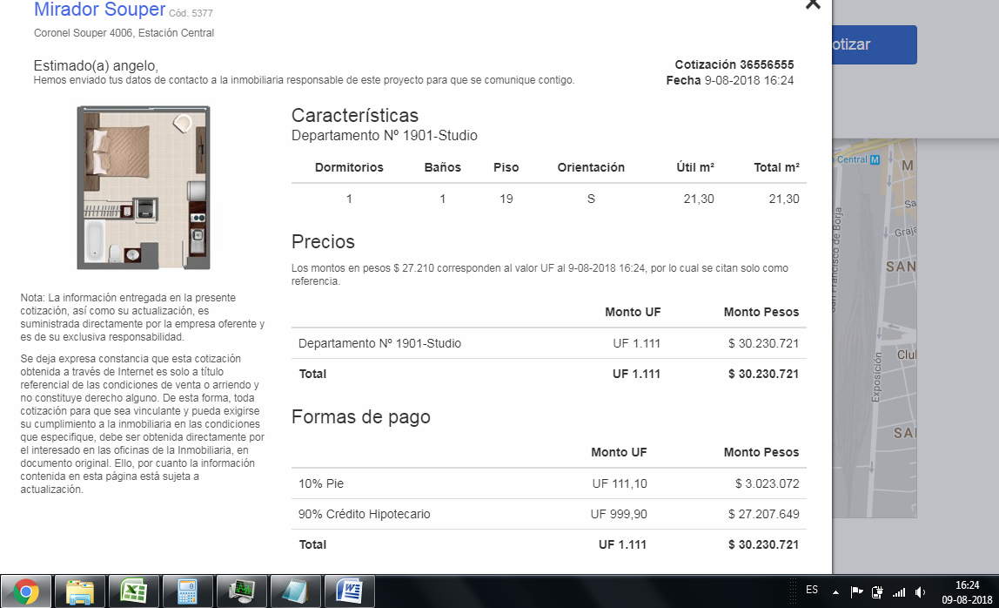 Mirador Souper Cód. 5377
Coronel Souper 4006, Estación Central
otizar
Estimado(a) angelo,
Hemos enviado tus datos de contacto a la inmobiliaria responsable de este proyecto para que se comunique contigo.
Cotización 36556555
Fecha 9-08-2018 16:24
Características
Departamento Nº 1901-Studio
Dormitorios Baños Piso Orientación Útil m² Total m²
1 1 19 S 21,30 21,30
Precios
Los montos en pesos $ 27.210 corresponden al valor UF al 9-08-2018 16:24, por lo cual se citan solo como
referencia.
Monto UF Monto Pesos
Departamento Nº 1901-Studio UF 1.111 $ 30.230.721
Total UF 1.111 $ 30.230.721
Formas de pago
Monto UF Monto Pesos
10% Pie UF 111,10 $ 3.023.072
90% Crédito Hipotecario UF 999,90 $ 27.207.649
Total UF 1.111 $ 30.230.721
Nota: La información entregada en la presente
cotización, así como su actualización, es
suministrada directamente por la empresa oferente y
es de su exclusiva responsabilidad.
Se deja expresa constancia que esta cotización
obtenida a través de Internet es solo a título
referencial de las condiciones de venta o arriendo y
no constituye derecho alguno. De esta forma, toda
cotización para que sea vinculante y pueda exigirse
su cumplimiento a la inmobiliaria en las condiciones
que especifique, debe ser obtenida directamente por
el interesado en las oficinas de la Inmobiliaria, en
documento original. Ello, por cuanto la información
contenida en esta página está sujeta a
actualización.
Central M
M
Sa
Graja
San Francisco de Borja
SAN
Clul
Exposición
SAI
ES
16:24
09-08-2018